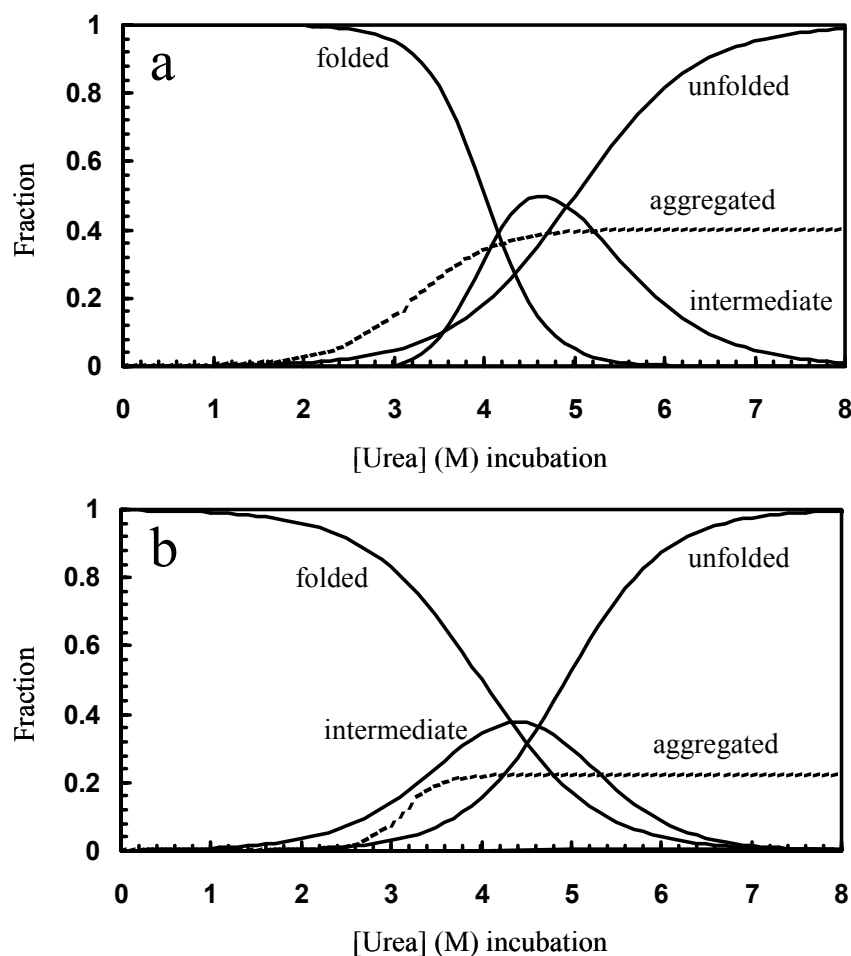 a
folded
unfolded
aggregated
intermediate
Fraction
1
0.8
0.6
0.4
0.2
0
0 1 2 3 4 5 6 7 8
[Urea] (M) incubation
b
folded
unfolded
intermediate
aggregated
Fraction
1
0.8
0.6
0.4
0.2
0
0 1 2 3 4 5 6 7 8
[Urea] (M) incubation